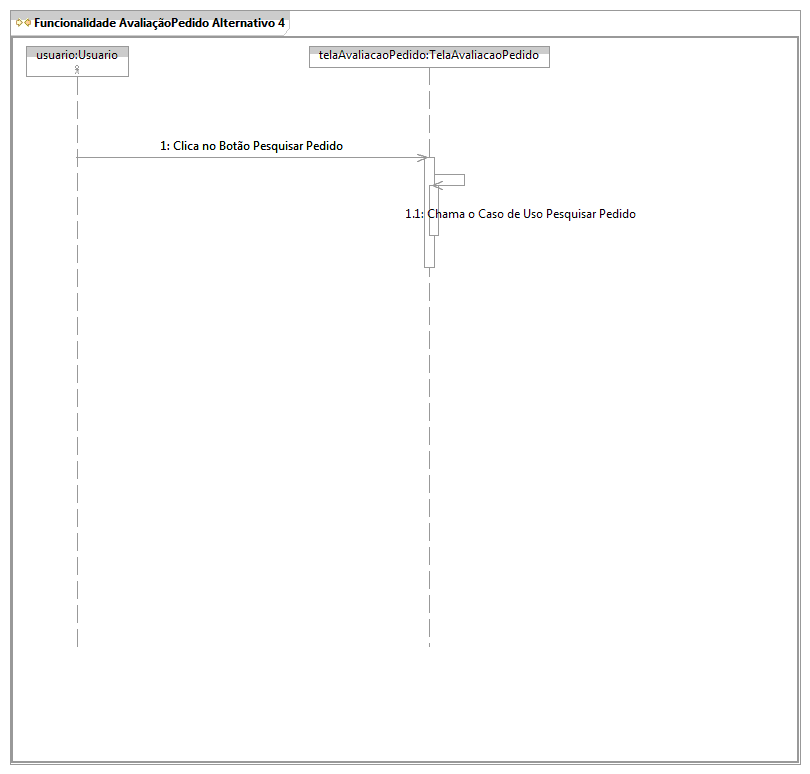 Funcionalidade AvaliaçãoPedido Alternativo 4
usuario:Usuario
telaAvaliacaoPedido:TelaAvaliacaoPedido
1: Clica no Botão Pesquisar Pedido
1.1: Chama o Caso de Uso Pesquisar Pedido